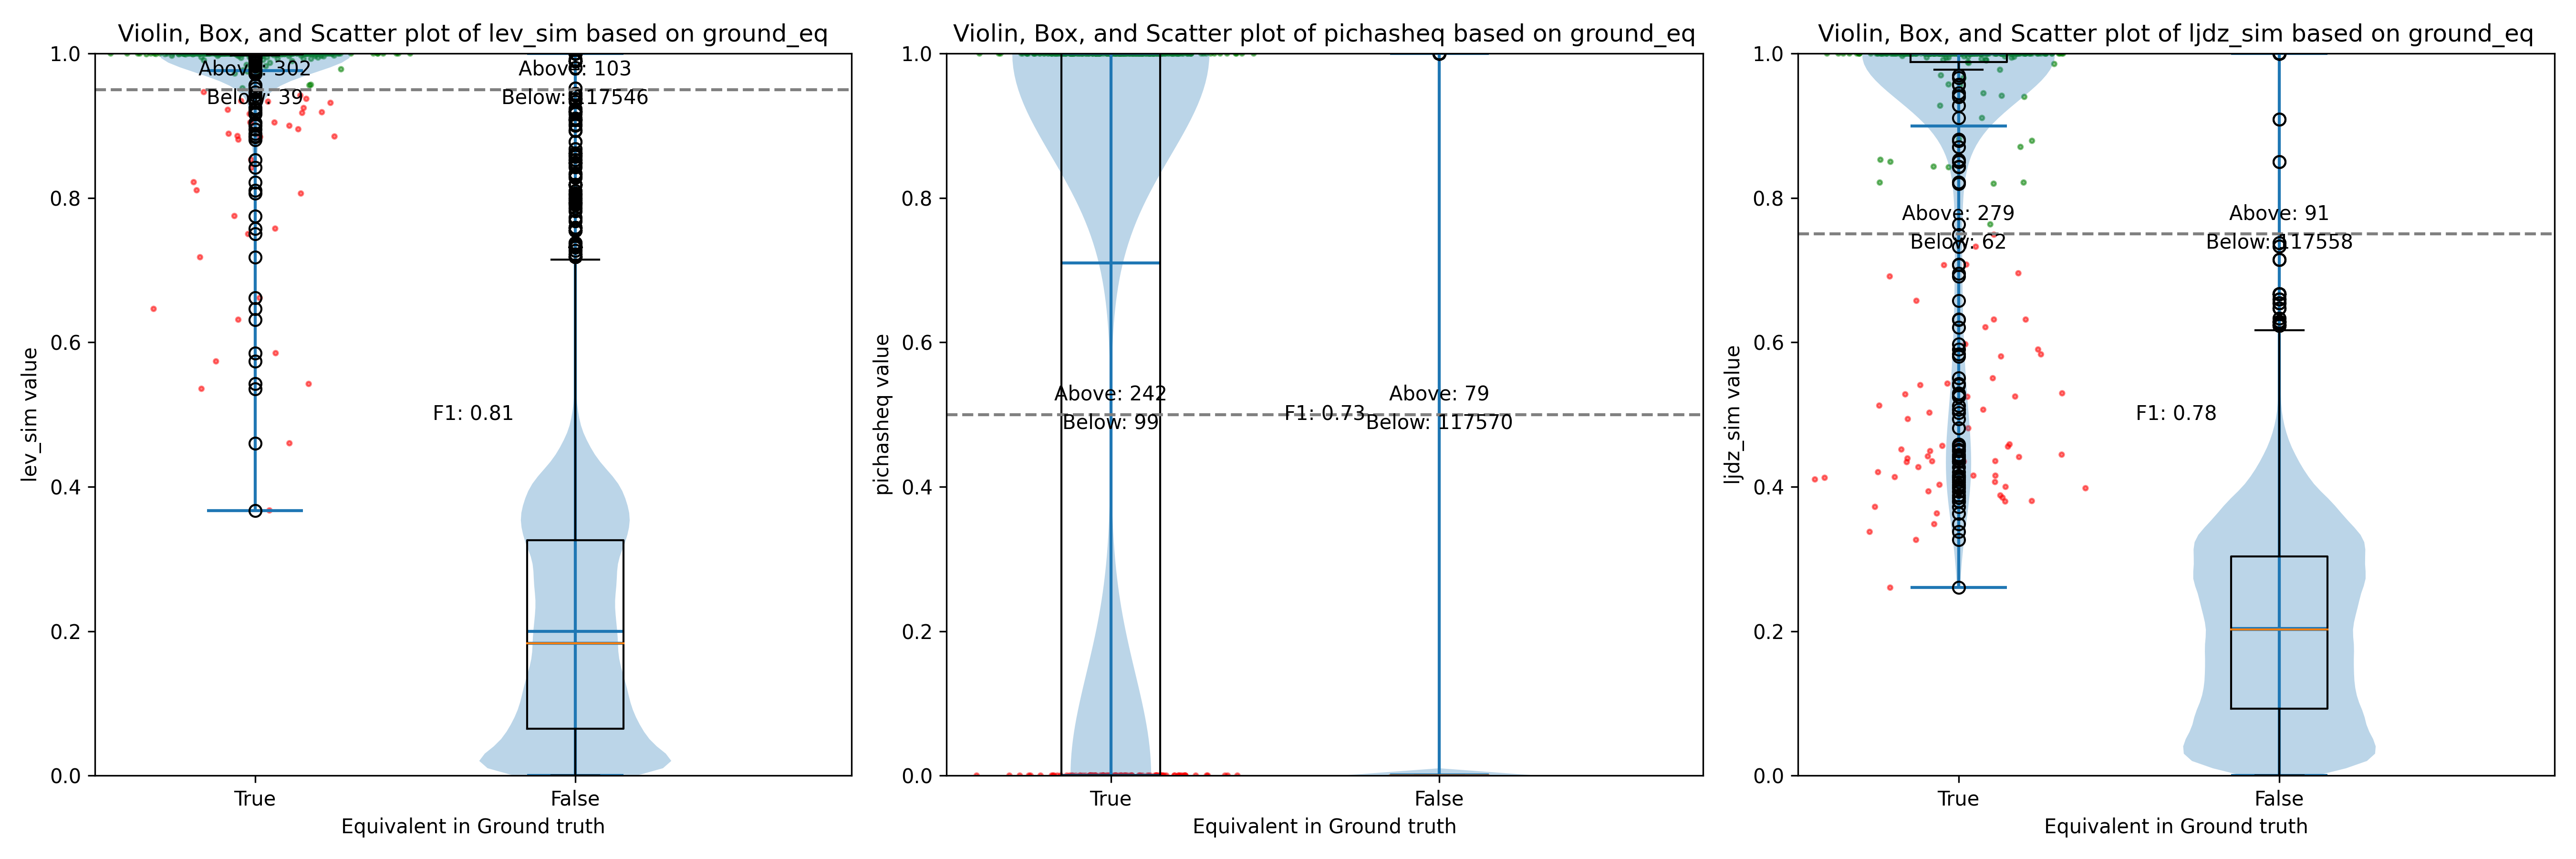 Violin, Box, and Scatter plot of lev_sim based on ground_eq
1.0
0.8
0.6
0.4
0.2
0.0
lev_sim value
Above: 302
Below: 39
Above: 103
Below: 117546
F1: 0.81
True
False
Equivalent in Ground truth
Violin, Box, and Scatter plot of pichasheq based on ground_eq
1.0
0.8
0.6
0.4
0.2
0.0
pichasheq value
Above: 242
Below: 99
F1: 0.73
Above: 79
Below: 117570
True
False
Equivalent in Ground truth
Violin, Box, and Scatter plot of ljdz_sim based on ground_eq
1.0
0.8
0.6
0.4
0.2
0.0
ljdz_sim value
Above: 279
Below: 62
Above: 91
Below: 117558
F1: 0.78
True
False
Equivalent in Ground truth